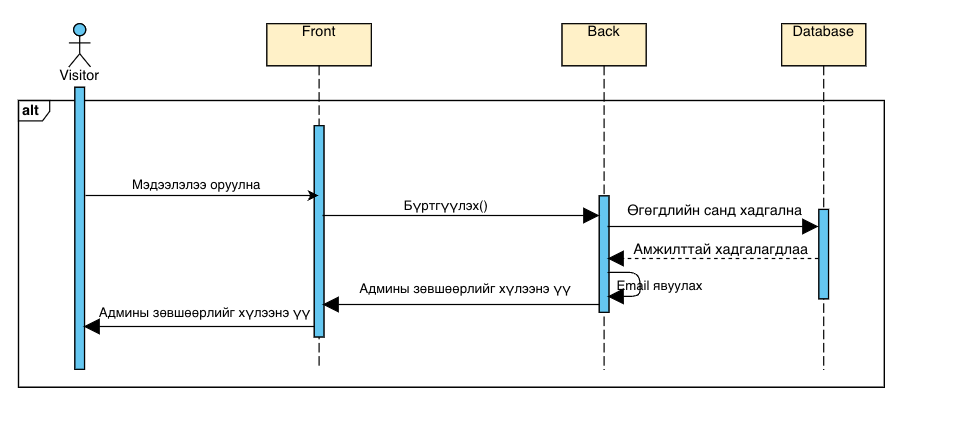 Visitor
Front
Back
Database
alt
Мэдээлэлээ оруулна
Бүртгүүлэх()
Өгөгдлийн санд хадгална
Амжилттай хадгалагдлаа
Email явуулах
Админы зөвшөөрлийг хүлээнэ үү
Админы зөвшөөрлийг хүлээнэ үү